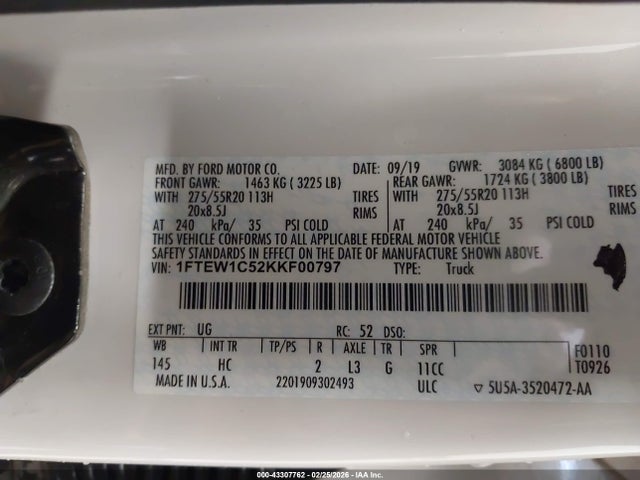 MFD. BY FORD MOTOR CO. DATE: 09/19 GVWR: 3084 KG ( 6800 LB)
FRONT GAWR: 1463 KG ( 3225 LB) REAR GAWR: 1724 KG ( 3800 LB)
WITH 275/55R20 113H TIRES WITH 275/55R20 113H TIRES
20x8.5J RIMS 20x8.5J RIMS
AT 240 kPa/ 35 PSI COLD AT 240 kPa/ 35 PSI COLD
THIS VEHICLE CONFORMS TO ALL APPLICABLE FEDERAL MOTOR VEHICLE
SAFETY STANDARDS IN EFFECT ON THE DATE OF MANUFACTURE SHOWN ABOVE.
VIN: 1FTEW1C52KKF00797 TYPE: Truck
EXT PNT: UG RC: 52 DSO:
WB INT TR TP/PS R AXLE TR SPR F0110
145 HC 2 L3 G 11CC T0926
MADE IN U.S.A. 2201909302493 ULC ▽ 5U5A-3520472-AA
000-43307762 - 02/25/2026 - IAA Inc.